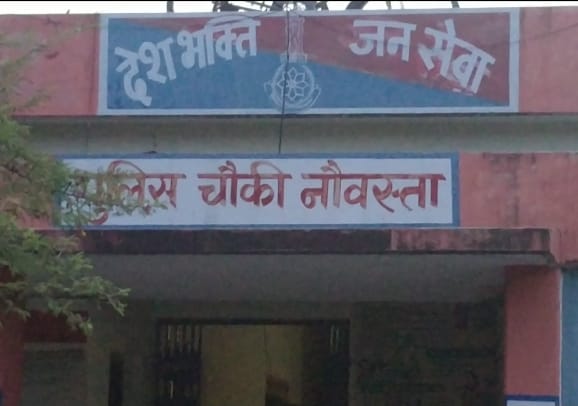 देश भक्ति जन सेवा
पुलिस चौकी नौवस्ता